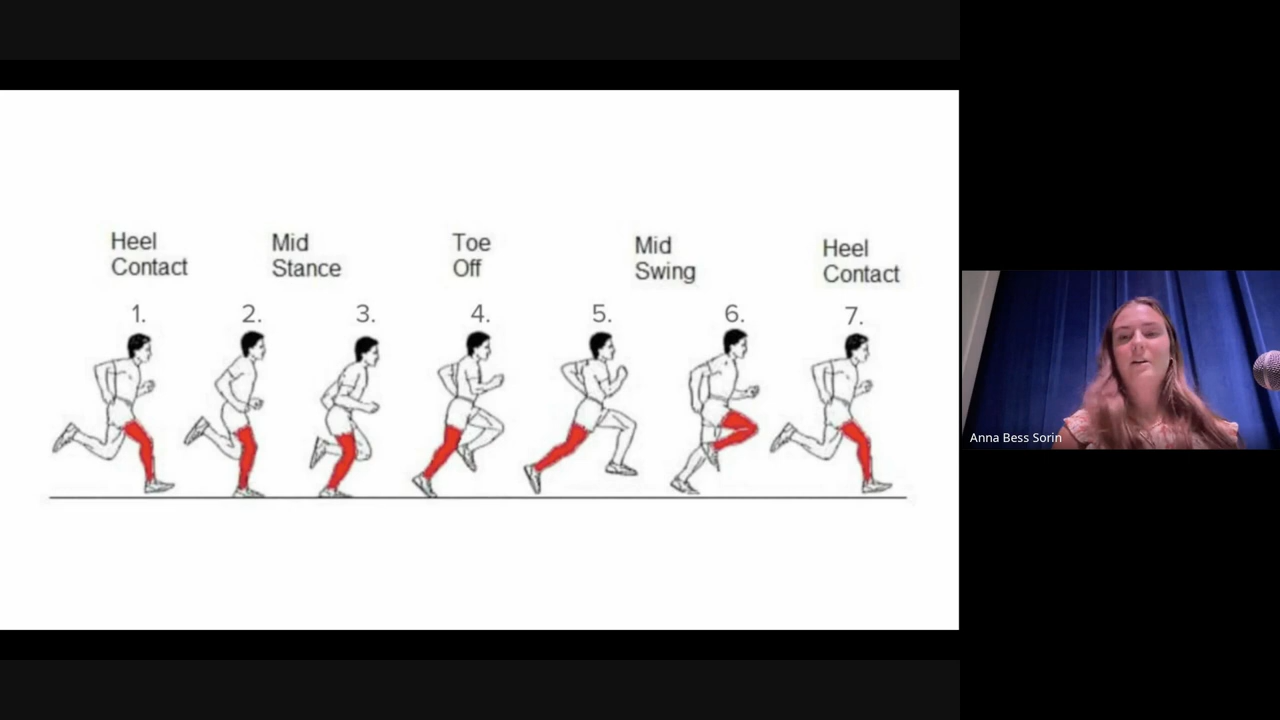 Heel
Contact
Mid
Stance
Toe
Off
Mid
Swing
Heel
Contact
1.
2.
3.
4.
5.
6.
7.
Anna Bess Sorin